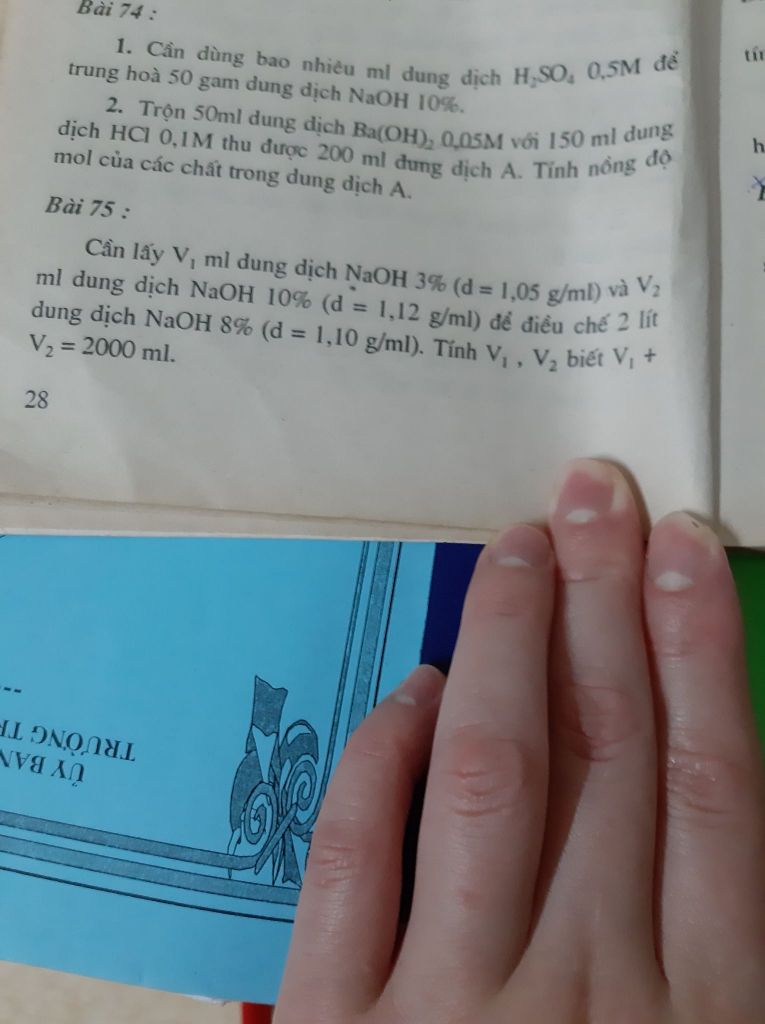 Bài 74 :
1. Cần dùng bao nhiêu ml dung dịch H₂SO₄ 0,5M để
trung hoà 50 gam dung dịch NaOH 10%.
2. Trộn 50ml dung dịch Ba(OH)₂ 0,05M với 150 ml dung
dịch HCl 0,1M thu được 200 ml dung dịch A. Tính nồng độ
mol của các chất trong dung dịch A.
Bài 75 :
Cần lấy V₁ ml dung dịch NaOH 3% (d = 1,05 g/ml) và V₂
ml dung dịch NaOH 10% (d = 1,12 g/ml) để điều chế 2 lít
dung dịch NaOH 8% (d = 1,10 g/ml). Tính V₁ , V₂ biết V₁ +
V₂ = 2000 ml.
28
ỦY BAN
TRƯỜNG